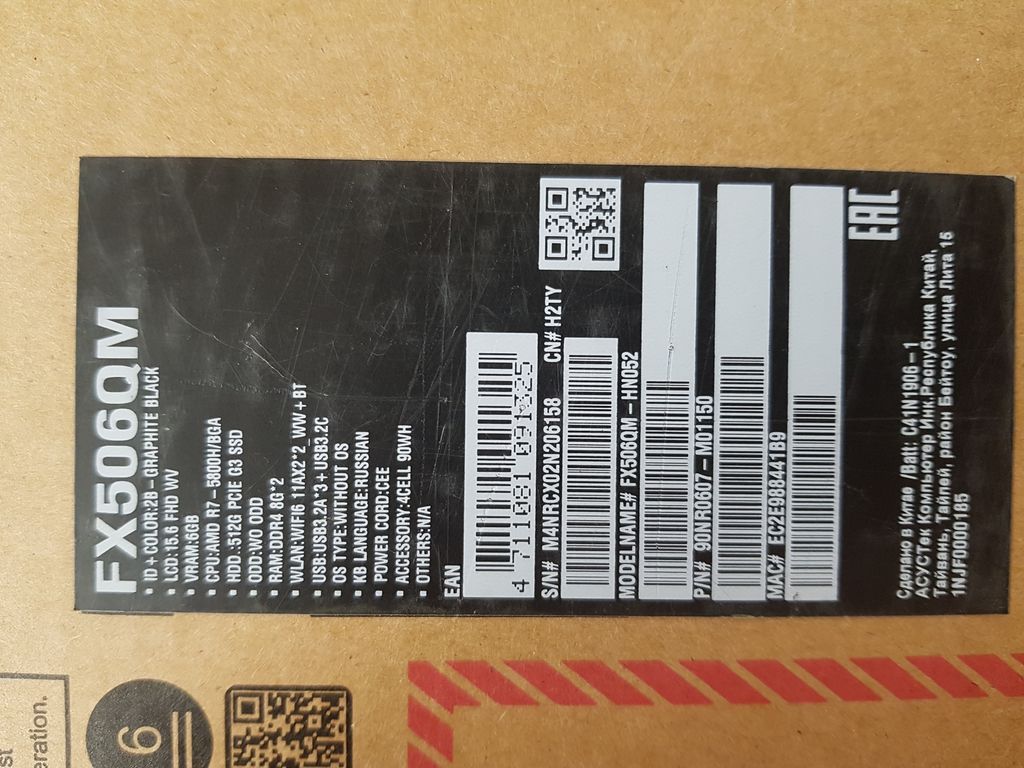 FX506QM
ID+COLOR:2B-GRAPHITE BLACK
LCD:15.6 FHD WV
VRAM:6GB
CPU:AMD R7-5800H/BGA
HDD.:512G PCIE G3 SSD
ODD:WO ODD
RAM:DDR4 8G*2
WLAN:WIFI6 11AX2*2_WW+BT
USB:USB3.2A*3+USB3.2C
OS TYPE:WITHOUT OS
KB LANGUAGE:RUSSIAN
POWER CORD:CEE
ACCESSORY:4CELL 90WH
OTHERS:N/A
EAN
4 711081 091325
S/N# M4NRCX02N206158 CN# H2TY
MODELNAME# FX506QM-HN052
P/N# 90NR0607-M01150
MAC# EC2E988441B9
EAC
Сделано в Китае /Batt. C41N1906-1
АСУСТек Компьютер Инк.Республика Китай,
Тайвань, Тайпей, район Бейтоу, улица Лита 15
1NJF0000185
eration.
6